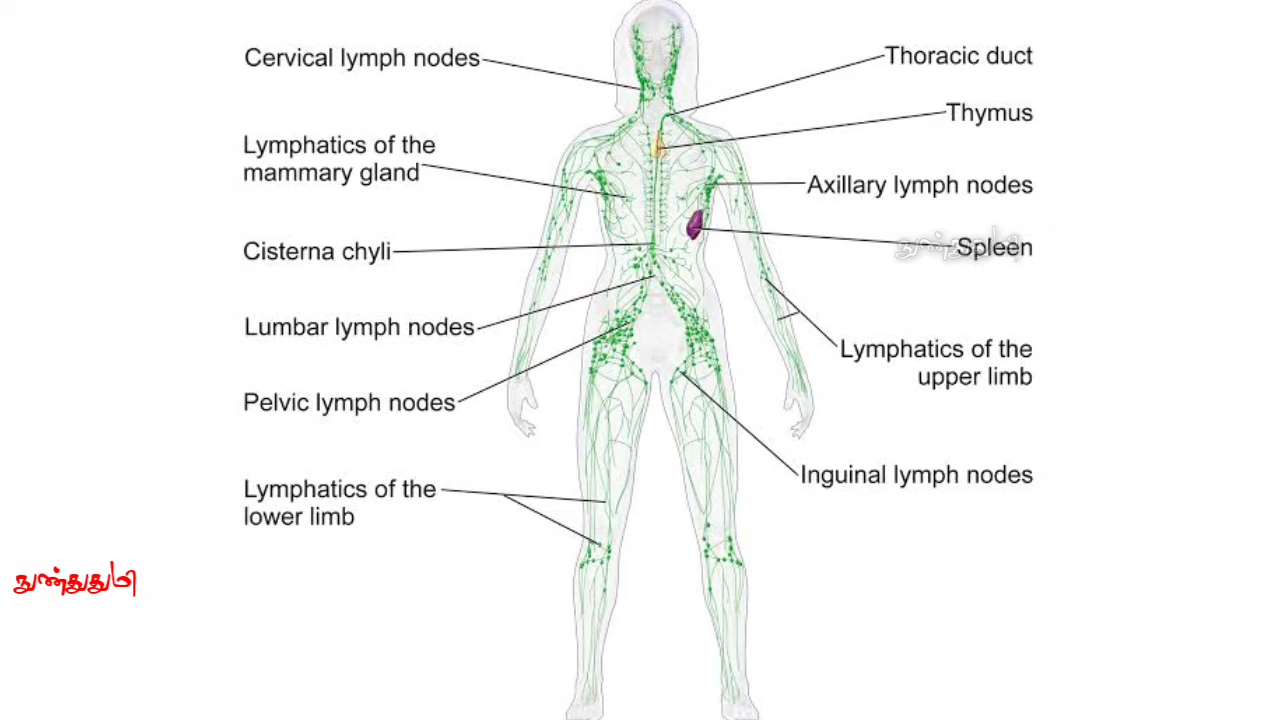 Cervical lymph nodes
Lymphatics of the
mammary gland
Cisterna chyli
Lumbar lymph nodes
Pelvic lymph nodes
Lymphatics of the
lower limb
Thoracic duct
Thymus
Axillary lymph nodes
Spleen
Lymphatics of the
upper limb
Inguinal lymph nodes
நுண்துதுமி